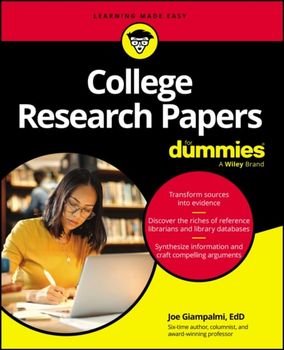 LEARNING MADE EASY
College
Research Papers
for
dummies
A Wiley Brand
Transform sources
into evidence
Discover the riches of reference
librarians and library databases
Synthesize information and
craft compelling arguments
Joe Giampalmi, EdD
Six-time author, columnist, and
award-winning professor